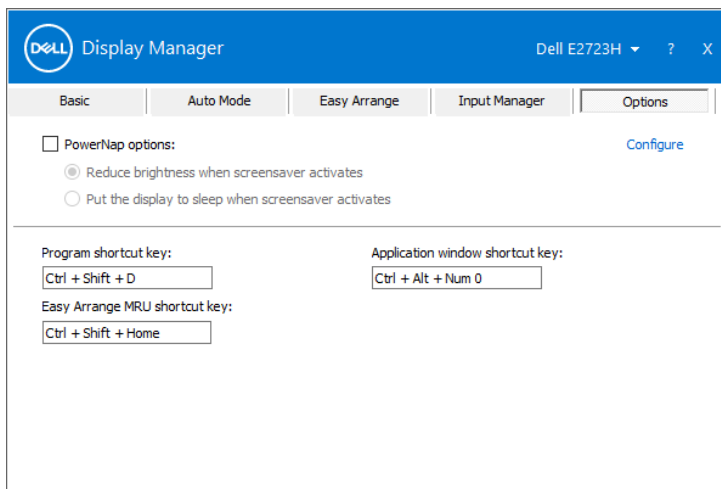 DELL Display Manager Dell E2723H ? X
Basic Auto Mode Easy Arrange Input Manager Options
PowerNap options: Configure
Reduce brightness when screensaver activates
Put the display to sleep when screensaver activates
Program shortcut key: Application window shortcut key:
Ctrl + Shift + D Ctrl + Alt + Num 0
Easy Arrange MRU shortcut key:
Ctrl + Shift + Home